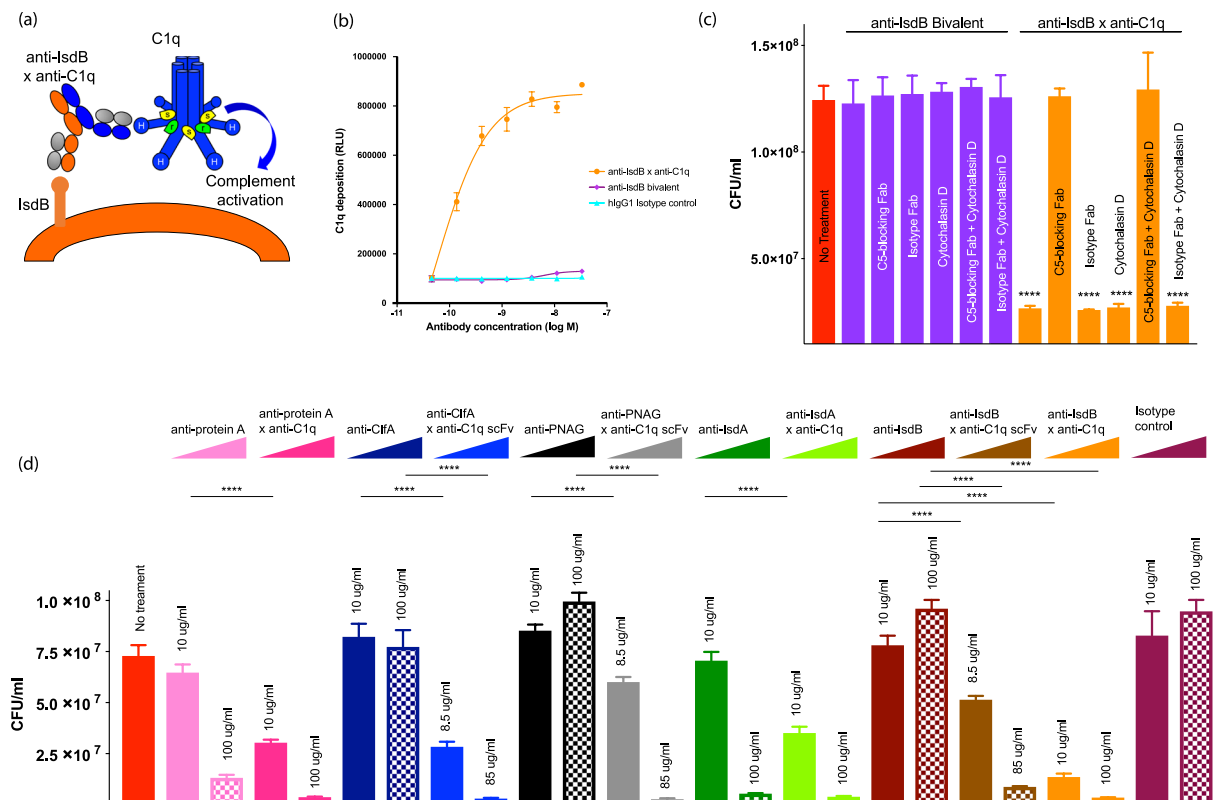 (a)
anti-IsdB
x anti-C1q
C1q
s
s
s
r
r
H
H
H
H
H
H
IsdB
Complement
activation
(b)
C1q deposition (RLU)
1000000
800000
600000
400000
200000
0
-11
-10
-9
-8
-7
Antibody concentration (log M)
anti-IsdB x anti-C1q
anti-IsdB bivalent
hIgG1 Isotype control
(c)
anti-IsdB Bivalent
anti-IsdB x anti-C1q
CFU/ml
1.5×10⁸
1.0×10⁸
5.0×10⁷
No Treatment
C5-blocking Fab
Isotype Fab
Cytochalasin D
C5-blocking Fab + Cytochalasin D
Isotype Fab + Cytochalasin D
****
C5-blocking Fab
Isotype Fab
****
Cytochalasin D
****
C5-blocking Fab + Cytochalasin D
Isotype Fab + Cytochalasin D
****
(d)
anti-protein A
anti-protein A
x anti-C1q
anti-ClfA
anti-ClfA
x anti-C1q scFv
anti-PNAG
anti-PNAG
x anti-C1q scFv
anti-IsdA
anti-IsdA
x anti-C1q
anti-IsdB
anti-IsdB
x anti-C1q scFv
anti-IsdB
x anti-C1q
Isotype
control
****
****
****
****
****
****
****
****
****
****
CFU/ml
1.0 ×10⁸
7.5×10⁷
5.0 ×10⁷
2.5 ×10⁷
No treament
10 ug/ml
100 ug/ml
10 ug/ml
100 ug/ml
10 ug/ml
100 ug/ml
8.5 ug/ml
85 ug/ml
10 ug/ml
100 ug/ml
8.5 ug/ml
85 ug/ml
10 ug/ml
100 ug/ml
10 ug/ml
100 ug/ml
10 ug/ml
100 ug/ml
8.5 ug/ml
85 ug/ml
10 ug/ml
100 ug/ml
10 ug/ml
100 ug/ml